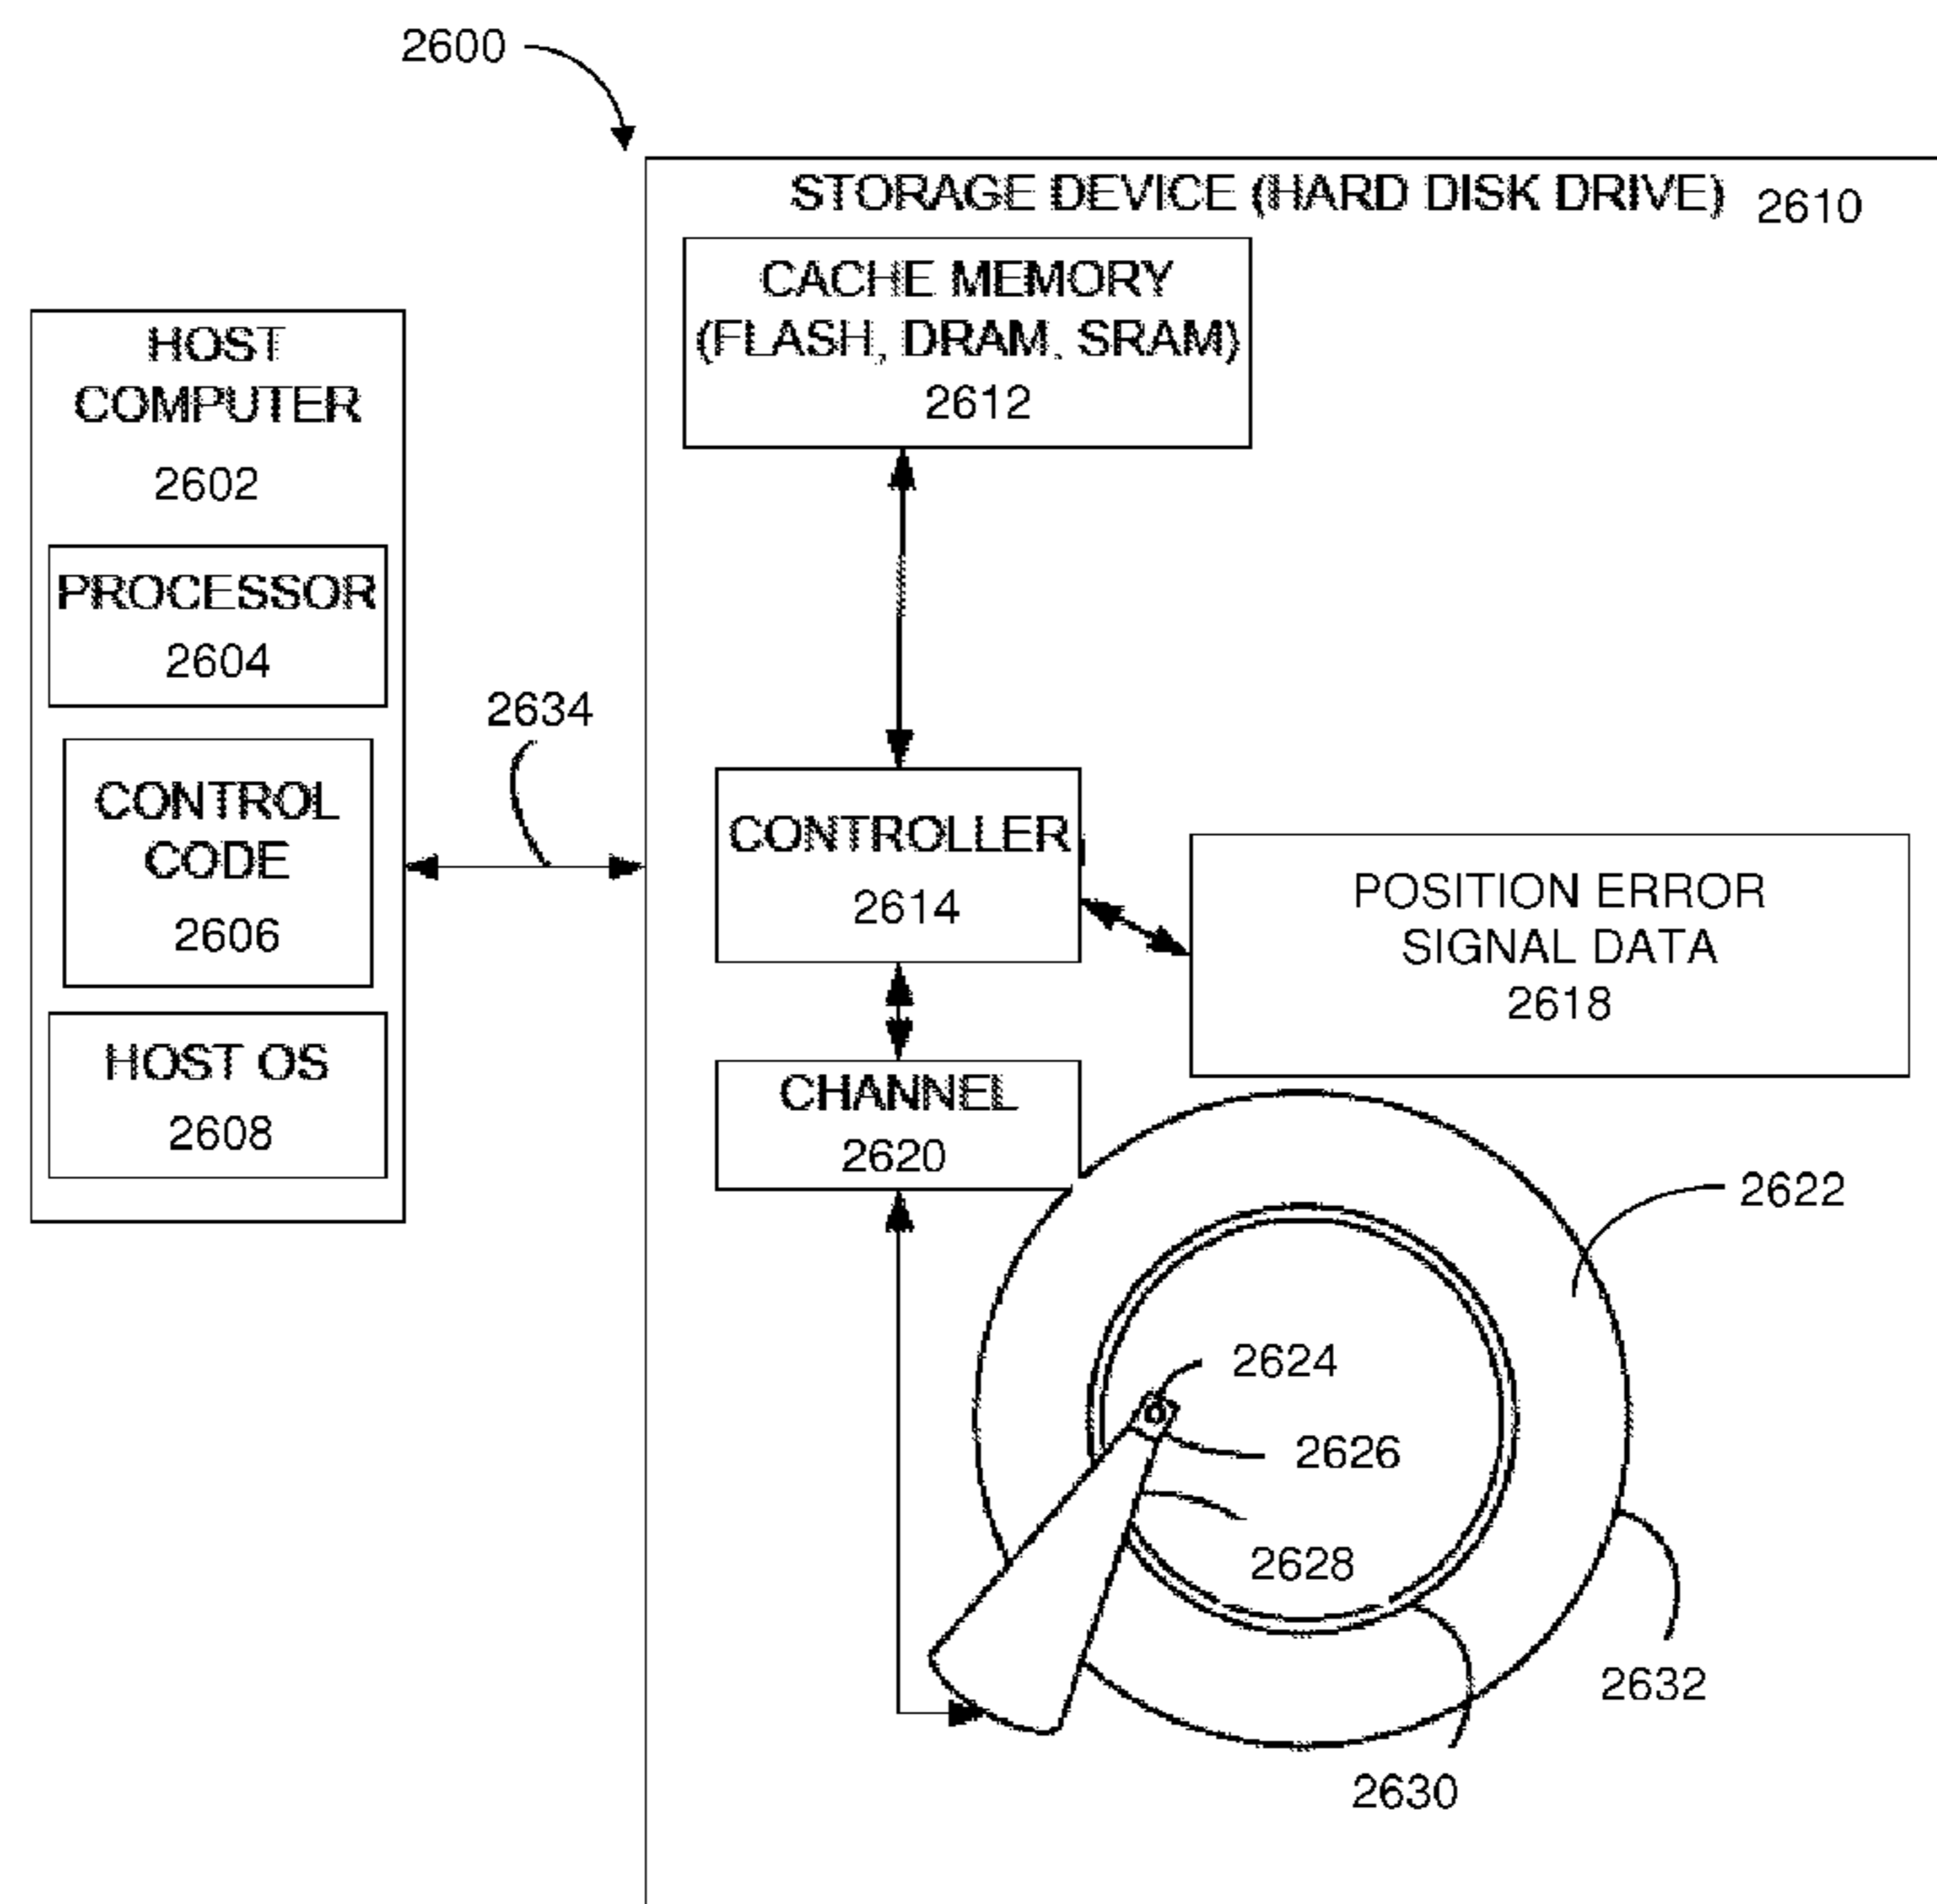 2600
STORAGE DEVICE (HARD DISK DRIVE) 2610
CACHE MEMORY
(FLASH, DRAM, SRAM)
2612
HOST
COMPUTER
2602
PROCESSOR
2604
CONTROL
CODE
2606
HOST OS
2608
2634
CONTROLLER
2614
POSITION ERROR
SIGNAL DATA
2618
CHANNEL
2620
2622
2624
2626
2628
2632
2630